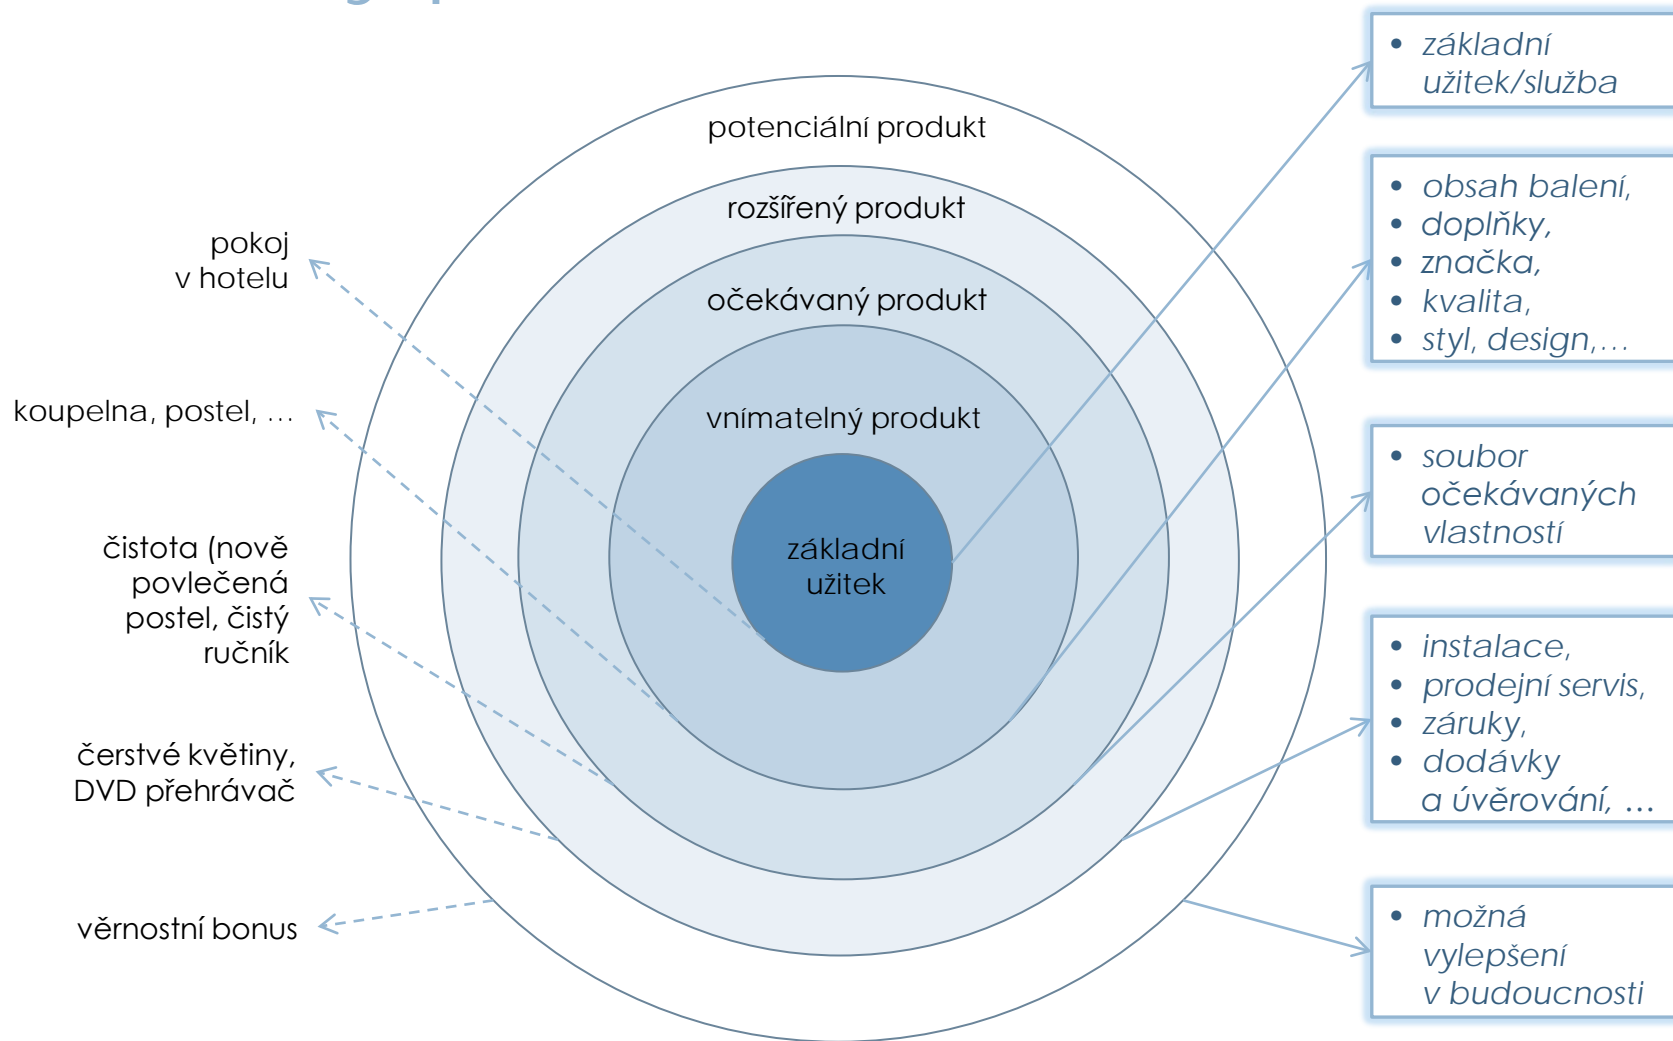 potenciální produkt
rozšířený produkt
očekávaný produkt
vnímatelný produkt
základní
užitek
pokoj
v hotelu
koupelna, postel, …
čistota (nově
povlečená
postel, čistý
ručník
čerstvé květiny,
DVD přehrávač
věrnostní bonus
• základní
užitek/služba
• obsah balení,
• doplňky,
• značka,
• kvalita,
• styl, design,…
• soubor
očekávaných
vlastností
• instalace,
• prodejní servis,
• záruky,
• dodávky
a úvěrování, …
• možná
vylepšení
v budoucnosti